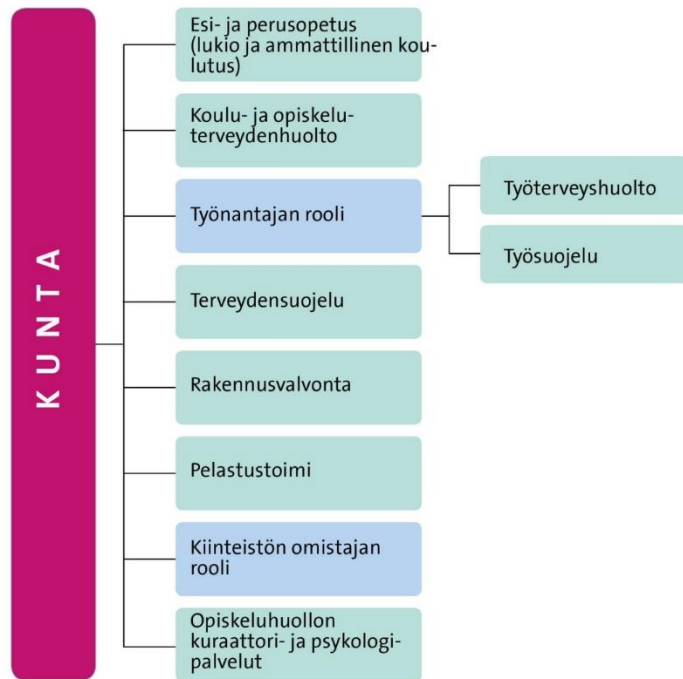 KUNTA
Esi- ja perusopetus
(lukio ja ammattillinen kou-
lutus)
Koulu- ja opiskelu-
terveydenhuolto
Työnantajan rooli
Työterveyshuolto
Työsuojelu
Terveydensuojelu
Rakennusvalvonta
Pelastustoimi
Kiinteistön omistajan
rooli
Opiskeluhuollon
kuraattori- ja psykologi-
palvelut